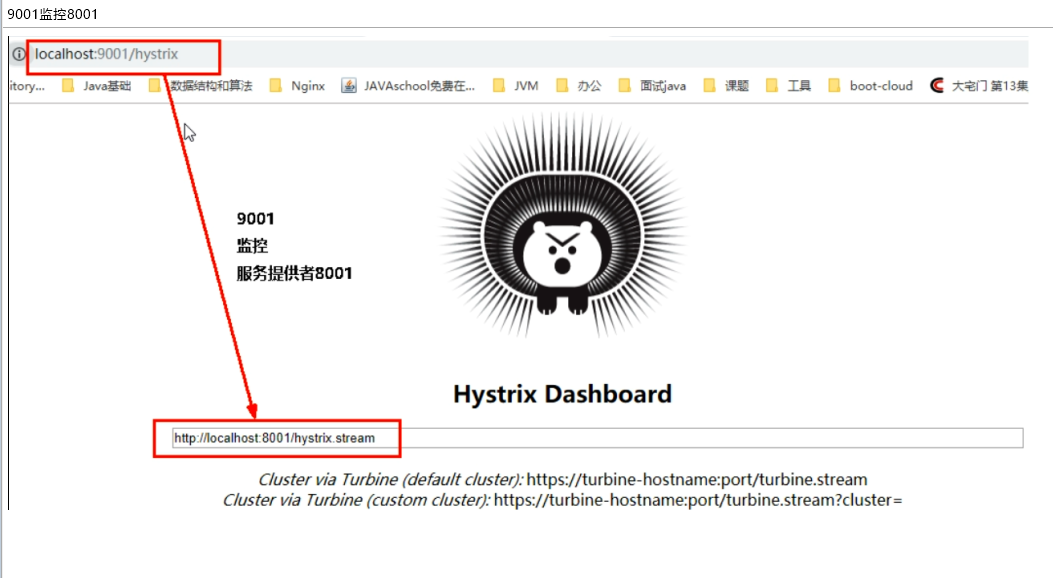 9001监控8001
localhost:9001/hystrix
itory... Java基础 数据结构和算法 Nginx JAVAschool免费在... JVM 办公 面试java 课题 工具 boot-cloud 大宅门 第13集
9001
监控
服务提供者8001
Hystrix Dashboard
http://localhost:8001/hystrix.stream
Cluster via Turbine (default cluster): https://turbine-hostname:port/turbine.stream
Cluster via Turbine (custom cluster): https://turbine-hostname:port/turbine.stream?cluster=